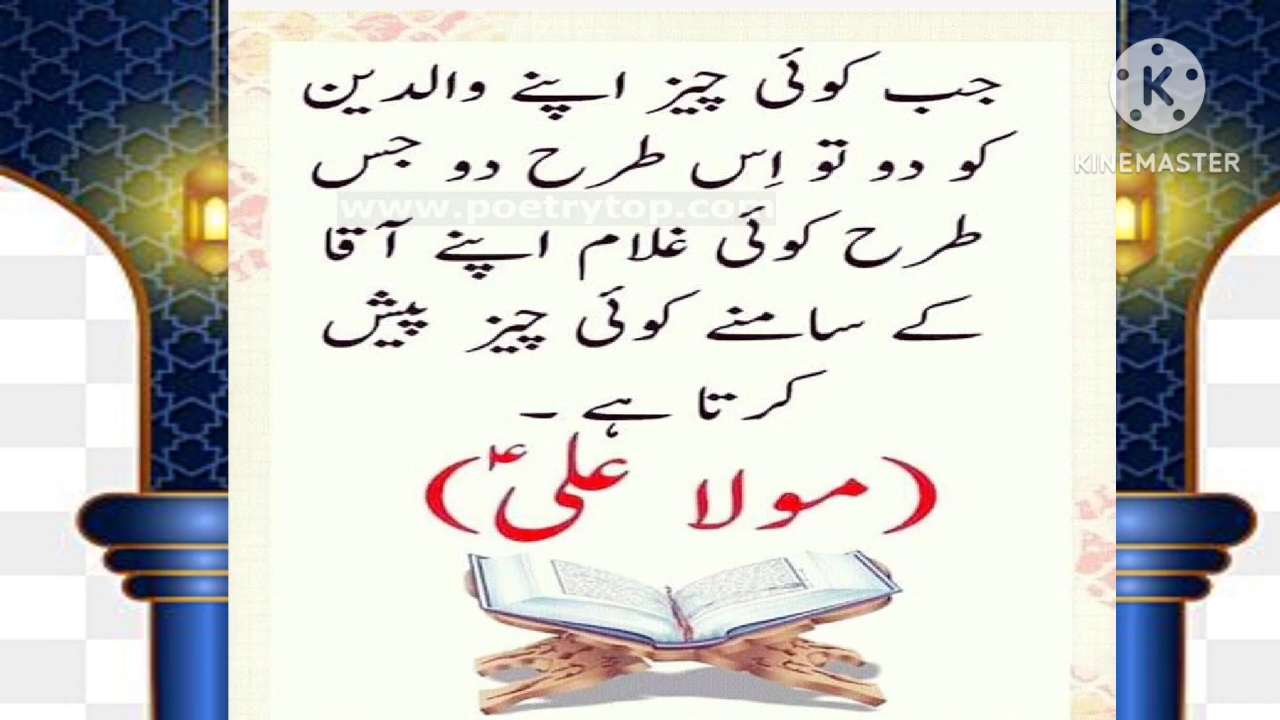 جب کوئی چیز اپنے والدین
کو دو تو اِس طرح دو جس
www.poetrytop.com
طرح کوئی غلام اپنے آقا
کے سامنے کوئی چیز پیش
کرتا ہے ۔
(مولا علیؑ)
K
KINEMASTER